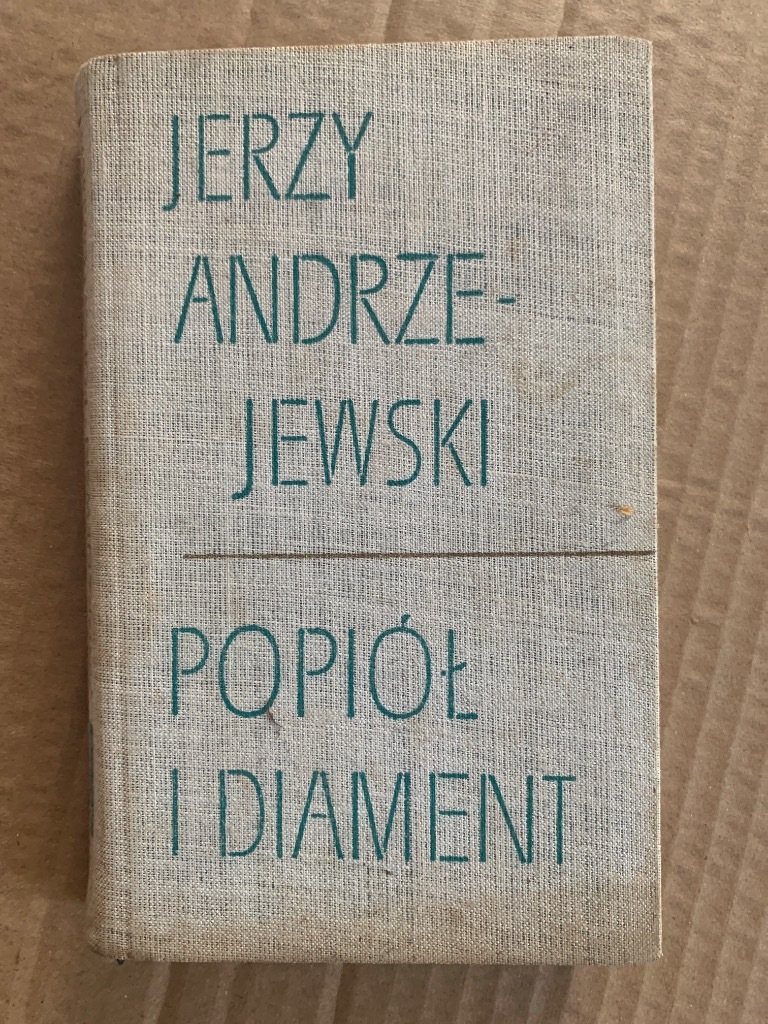 JERZY
ANDRZE-
JEWSKI
POPIÓŁ
I DIAMENT